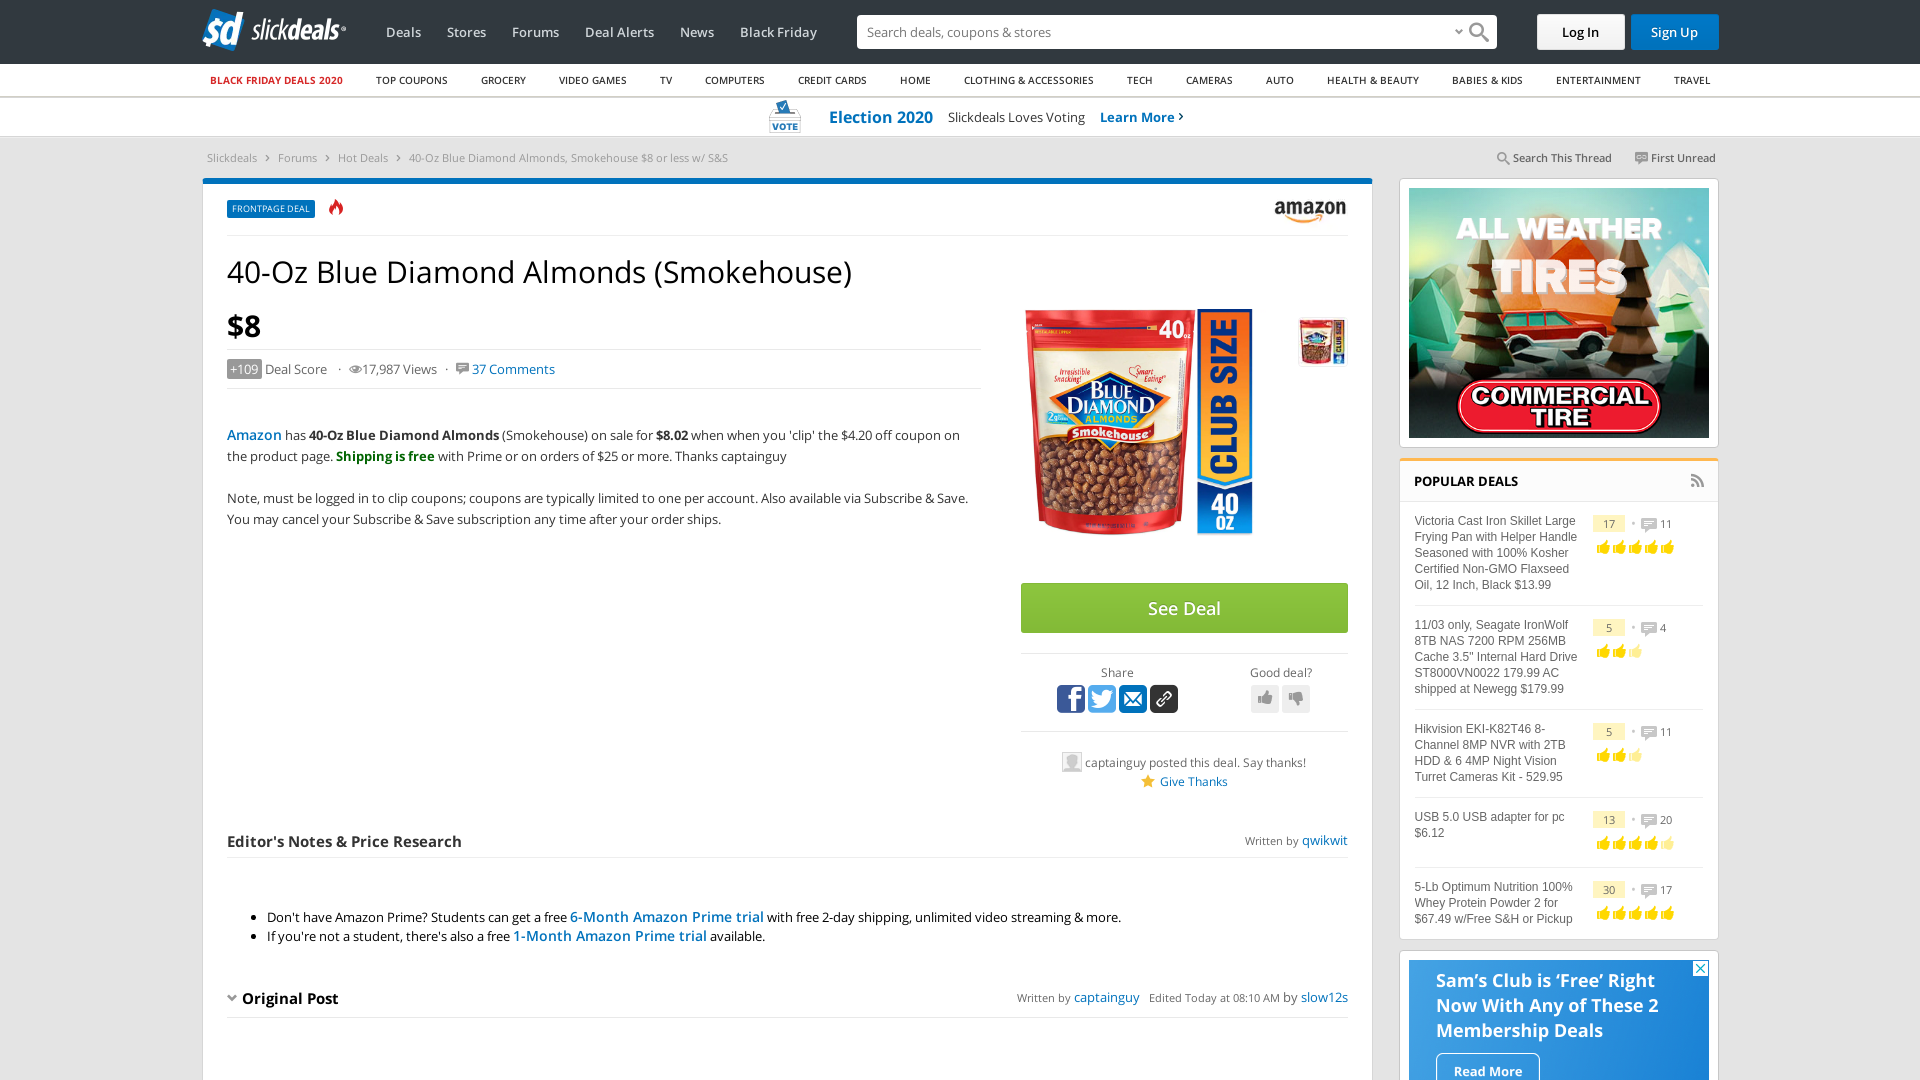 sd slickdeals
Deals Stores Forums Deal Alerts News Black Friday
Search deals, coupons & stores
Log In Sign Up
BLACK FRIDAY DEALS 2020 TOP COUPONS GROCERY VIDEO GAMES TV COMPUTERS CREDIT CARDS HOME CLOTHING & ACCESSORIES TECH CAMERAS AUTO HEALTH & BEAUTY BABIES & KIDS ENTERTAINMENT TRAVEL
VOTE Election 2020 Slickdeals Loves Voting Learn More
Slickdeals Forums Hot Deals 40-Oz Blue Diamond Almonds, Smokehouse $8 or less w/ S&S
Search This Thread First Unread
FRONTPAGE DEAL
amazon
40-Oz Blue Diamond Almonds (Smokehouse)
$8
+109 Deal Score · 17,987 Views · 37 Comments
Amazon has 40-Oz Blue Diamond Almonds (Smokehouse) on sale for $8.02 when when you 'clip' the $4.20 off coupon on
the product page. Shipping is free with Prime or on orders of $25 or more. Thanks captainguy
Note, must be logged in to clip coupons; coupons are typically limited to one per account. Also available via Subscribe & Save.
You may cancel your Subscribe & Save subscription any time after your order ships.
40 oz
Irresistible Snacking!
Smart Eating!
BLUE
DIAMOND
ALMONDS
Smokehouse
CLUB SIZE
40
OZ
See Deal
Share
Good deal?
captainguy posted this deal. Say thanks!
Give Thanks
Editor's Notes & Price Research
Written by qwikwit
Don't have Amazon Prime? Students can get a free 6-Month Amazon Prime trial with free 2-day shipping, unlimited video streaming & more.
If you're not a student, there's also a free 1-Month Amazon Prime trial available.
Original Post
Written by captainguy Edited Today at 08:10 AM by slow12s
ALL WEATHER
TIRES
COMMERCIAL
TIRE
POPULAR DEALS
Victoria Cast Iron Skillet Large
Frying Pan with Helper Handle
Seasoned with 100% Kosher
Certified Non-GMO Flaxseed
Oil, 12 Inch, Black $13.99
17 • 11
11/03 only, Seagate IronWolf
8TB NAS 7200 RPM 256MB
Cache 3.5" Internal Hard Drive
ST8000VN0022 179.99 AC
shipped at Newegg $179.99
5 • 4
Hikvision EKI-K82T46 8-
Channel 8MP NVR with 2TB
HDD & 6 4MP Night Vision
Turret Cameras Kit - 529.95
5 • 11
USB 5.0 USB adapter for pc
$6.12
13 • 20
5-Lb Optimum Nutrition 100%
Whey Protein Powder 2 for
$67.49 w/Free S&H or Pickup
30 • 17
Sam's Club is 'Free' Right
Now With Any of These 2
Membership Deals
Read More